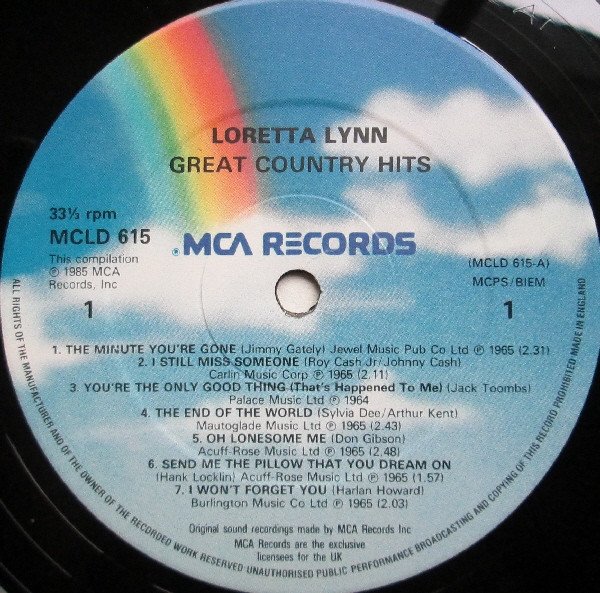 LORETTA LYNN
GREAT COUNTRY HITS
33⅓ rpm
MCLD 615
This compilation
℗ 1985 MCA
Records, Inc
1
® MCA RECORDS
(MCLD 615-A)
MCPS/BIEM
1
1. THE MINUTE YOU'RE GONE (Jimmy Gately) Jewel Music Pub Co Ltd ℗ 1965 (2.31)
2. I STILL MISS SOMEONE (Roy Cash Jr/Johnny Cash)
Carlin Music Corp ℗ 1965 (2.11)
3. YOU'RE THE ONLY GOOD THING (That's Happened To Me) (Jack Toombs)
Palace Music Ltd ℗ 1964
4. THE END OF THE WORLD (Sylvia Dee/Arthur Kent)
Mautoglade Music Ltd ℗ 1965 (2.43)
5. OH LONESOME ME (Don Gibson)
Acuff-Rose Music Ltd ℗ 1965 (2.48)
6. SEND ME THE PILLOW THAT YOU DREAM ON
(Hank Locklin) Acuff-Rose Music Ltd ℗ 1965 (1.57)
7. I WON'T FORGET YOU (Harlan Howard)
Burlington Music Co Ltd ℗ 1965 (2.03)
Original sound recordings made by MCA Records Inc
MCA Records are the exclusive
licensees for the UK
ALL RIGHTS OF THE MANUFACTURER AND OF THE OWNER OF THE RECORDED WORK RESERVED UNAUTHORISED PUBLIC PERFORMANCE BROADCASTING AND COPYING OF THIS RECORD PROHIBITED MADE IN ENGLAND